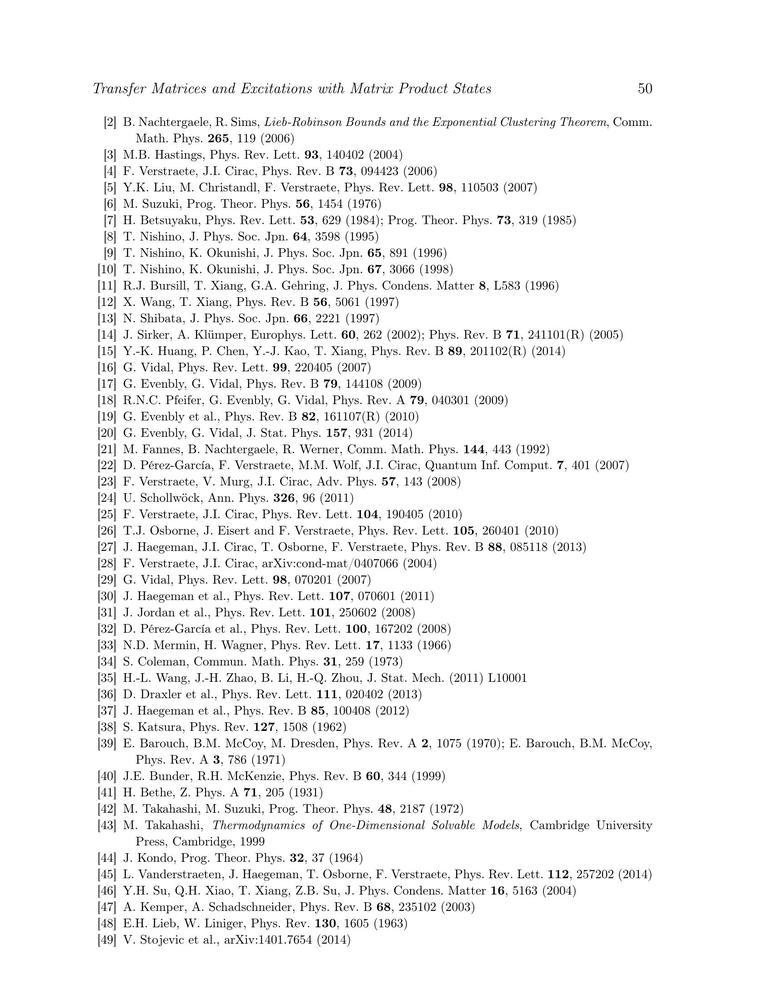 Transfer Matrices and Excitations with Matrix Product States 50
[2] B. Nachtergaele, R. Sims, Lieb-Robinson Bounds and the Exponential Clustering Theorem, Comm.
Math. Phys. 265, 119 (2006)
[3] M.B. Hastings, Phys. Rev. Lett. 93, 140402 (2004)
[4] F. Verstraete, J.I. Cirac, Phys. Rev. B 73, 094423 (2006)
[5] Y.K. Liu, M. Christandl, F. Verstraete, Phys. Rev. Lett. 98, 110503 (2007)
[6] M. Suzuki, Prog. Theor. Phys. 56, 1454 (1976)
[7] H. Betsuyaku, Phys. Rev. Lett. 53, 629 (1984); Prog. Theor. Phys. 73, 319 (1985)
[8] T. Nishino, J. Phys. Soc. Jpn. 64, 3598 (1995)
[9] T. Nishino, K. Okunishi, J. Phys. Soc. Jpn. 65, 891 (1996)
[10] T. Nishino, K. Okunishi, J. Phys. Soc. Jpn. 67, 3066 (1998)
[11] R.J. Bursill, T. Xiang, G.A. Gehring, J. Phys. Condens. Matter 8, L583 (1996)
[12] X. Wang, T. Xiang, Phys. Rev. B 56, 5061 (1997)
[13] N. Shibata, J. Phys. Soc. Jpn. 66, 2221 (1997)
[14] J. Sirker, A. Klümper, Europhys. Lett. 60, 262 (2002); Phys. Rev. B 71, 241101(R) (2005)
[15] Y.-K. Huang, P. Chen, Y.-J. Kao, T. Xiang, Phys. Rev. B 89, 201102(R) (2014)
[16] G. Vidal, Phys. Rev. Lett. 99, 220405 (2007)
[17] G. Evenbly, G. Vidal, Phys. Rev. B 79, 144108 (2009)
[18] R.N.C. Pfeifer, G. Evenbly, G. Vidal, Phys. Rev. A 79, 040301 (2009)
[19] G. Evenbly et al., Phys. Rev. B 82, 161107(R) (2010)
[20] G. Evenbly, G. Vidal, J. Stat. Phys. 157, 931 (2014)
[21] M. Fannes, B. Nachtergaele, R. Werner, Comm. Math. Phys. 144, 443 (1992)
[22] D. Pérez-García, F. Verstraete, M.M. Wolf, J.I. Cirac, Quantum Inf. Comput. 7, 401 (2007)
[23] F. Verstraete, V. Murg, J.I. Cirac, Adv. Phys. 57, 143 (2008)
[24] U. Schollwöck, Ann. Phys. 326, 96 (2011)
[25] F. Verstraete, J.I. Cirac, Phys. Rev. Lett. 104, 190405 (2010)
[26] T.J. Osborne, J. Eisert and F. Verstraete, Phys. Rev. Lett. 105, 260401 (2010)
[27] J. Haegeman, J.I. Cirac, T. Osborne, F. Verstraete, Phys. Rev. B 88, 085118 (2013)
[28] F. Verstraete, J.I. Cirac, arXiv:cond-mat/0407066 (2004)
[29] G. Vidal, Phys. Rev. Lett. 98, 070201 (2007)
[30] J. Haegeman et al., Phys. Rev. Lett. 107, 070601 (2011)
[31] J. Jordan et al., Phys. Rev. Lett. 101, 250602 (2008)
[32] D. Pérez-García et al., Phys. Rev. Lett. 100, 167202 (2008)
[33] N.D. Mermin, H. Wagner, Phys. Rev. Lett. 17, 1133 (1966)
[34] S. Coleman, Commun. Math. Phys. 31, 259 (1973)
[35] H.-L. Wang, J.-H. Zhao, B. Li, H.-Q. Zhou, J. Stat. Mech. (2011) L10001
[36] D. Draxler et al., Phys. Rev. Lett. 111, 020402 (2013)
[37] J. Haegeman et al., Phys. Rev. B 85, 100408 (2012)
[38] S. Katsura, Phys. Rev. 127, 1508 (1962)
[39] E. Barouch, B.M. McCoy, M. Dresden, Phys. Rev. A 2, 1075 (1970); E. Barouch, B.M. McCoy,
Phys. Rev. A 3, 786 (1971)
[40] J.E. Bunder, R.H. McKenzie, Phys. Rev. B 60, 344 (1999)
[41] H. Bethe, Z. Phys. A 71, 205 (1931)
[42] M. Takahashi, M. Suzuki, Prog. Theor. Phys. 48, 2187 (1972)
[43] M. Takahashi, Thermodynamics of One-Dimensional Solvable Models, Cambridge University
Press, Cambridge, 1999
[44] J. Kondo, Prog. Theor. Phys. 32, 37 (1964)
[45] L. Vanderstraeten, J. Haegeman, T. Osborne, F. Verstraete, Phys. Rev. Lett. 112, 257202 (2014)
[46] Y.H. Su, Q.H. Xiao, T. Xiang, Z.B. Su, J. Phys. Condens. Matter 16, 5163 (2004)
[47] A. Kemper, A. Schadschneider, Phys. Rev. B 68, 235102 (2003)
[48] E.H. Lieb, W. Liniger, Phys. Rev. 130, 1605 (1963)
[49] V. Stojevic et al., arXiv:1401.7654 (2014)